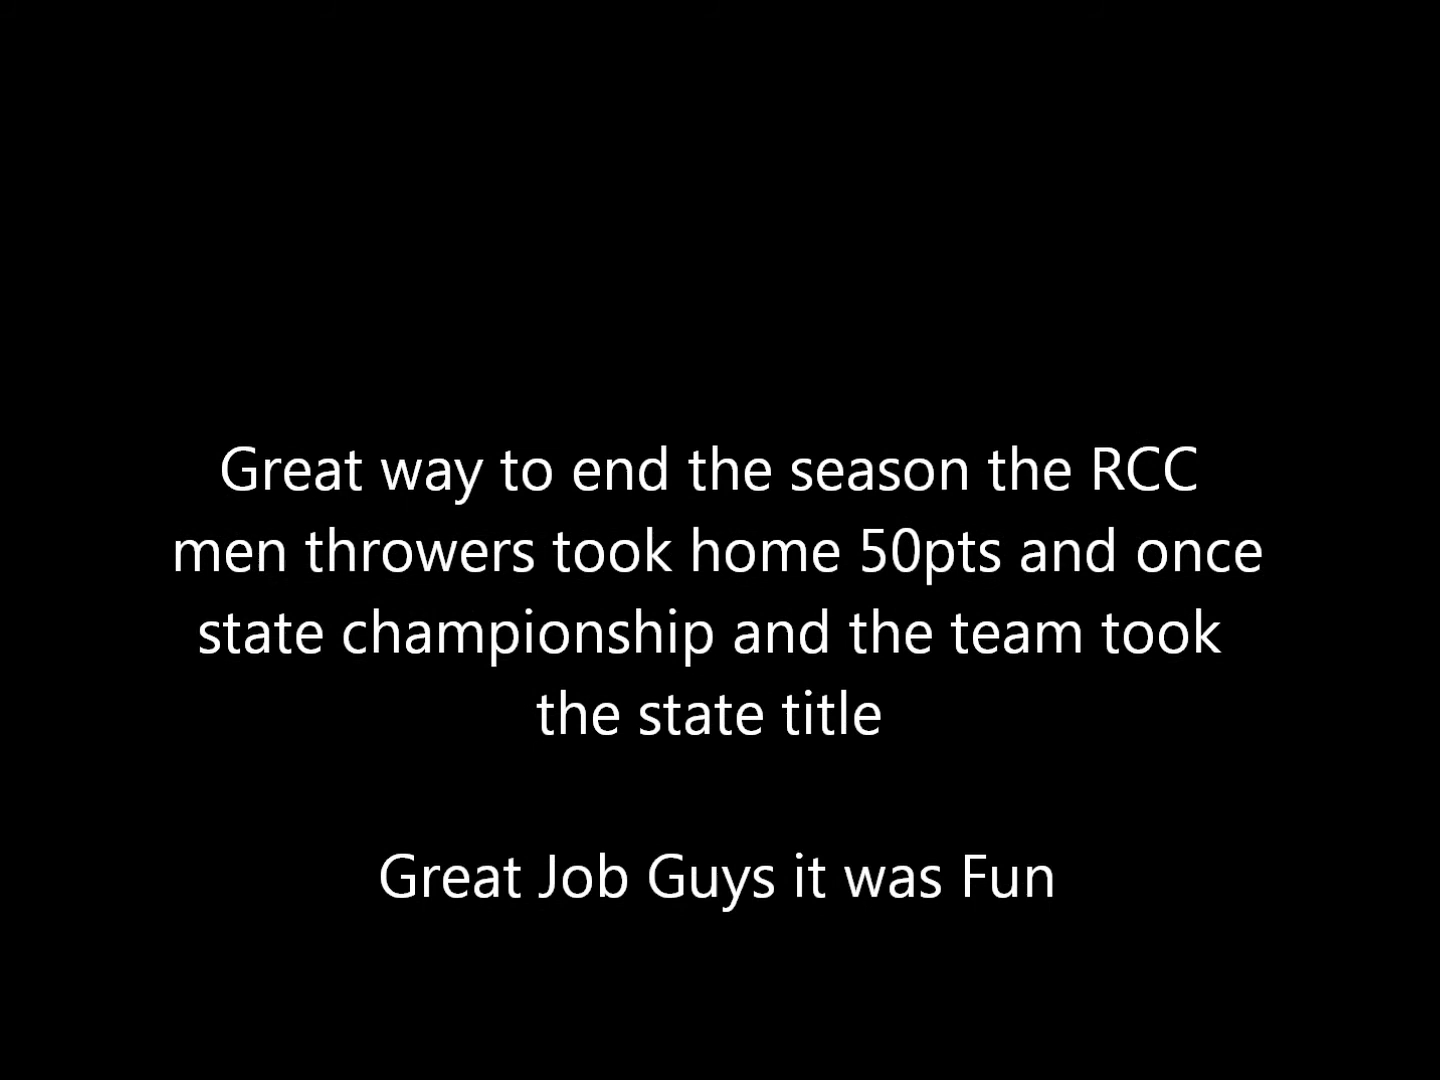 Great way to end the season the RCC
men throwers took home 50pts and once
state championship and the team took
the state title
Great Job Guys it was Fun